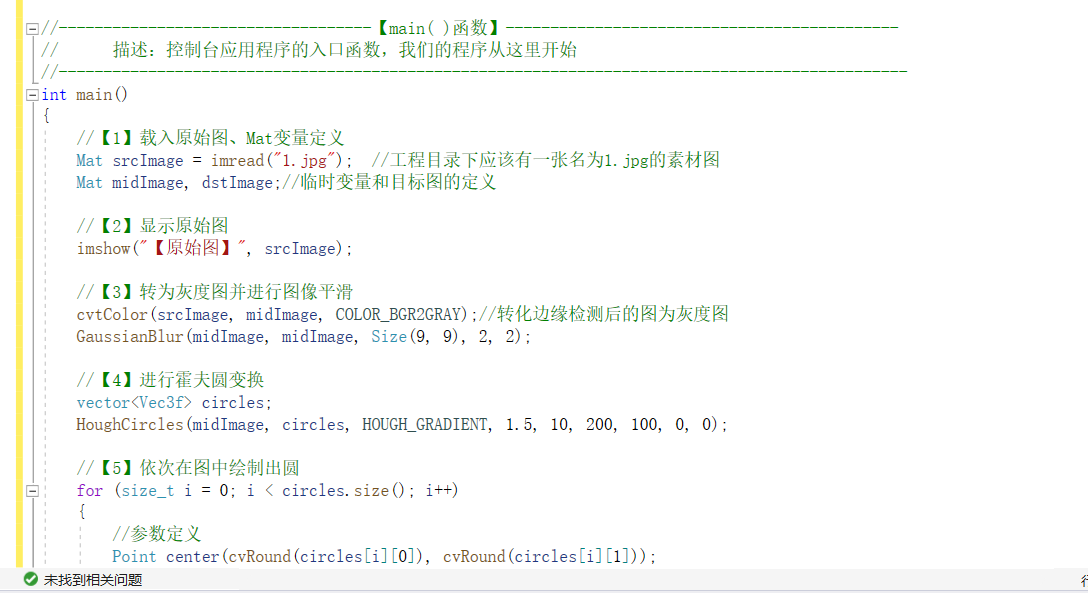 //-----------------------------------【main( )函数】--------------------------------------------
//      描述：控制台应用程序的入口函数，我们的程序从这里开始
//-----------------------------------------------------------------------------------------------
int main()
{
    //【1】载入原始图、Mat变量定义
    Mat srcImage = imread("1.jpg");  //工程目录下应该有一张名为1.jpg的素材图
    Mat midImage, dstImage;//临时变量和目标图的定义
    //【2】显示原始图
    imshow("【原始图】", srcImage);
    //【3】转为灰度图并进行图像平滑
    cvtColor(srcImage, midImage, COLOR_BGR2GRAY);//转化边缘检测后的图为灰度图
    GaussianBlur(midImage, midImage, Size(9, 9), 2, 2);
    //【4】进行霍夫圆变换
    vector<Vec3f> circles;
    HoughCircles(midImage, circles, HOUGH_GRADIENT, 1.5, 10, 200, 100, 0, 0);
    //【5】依次在图中绘制出圆
    for (size_t i = 0; i < circles.size(); i++)
    {
        //参数定义
        Point center(cvRound(circles[i][0]), cvRound(circles[i][1]));
未找到相关问题